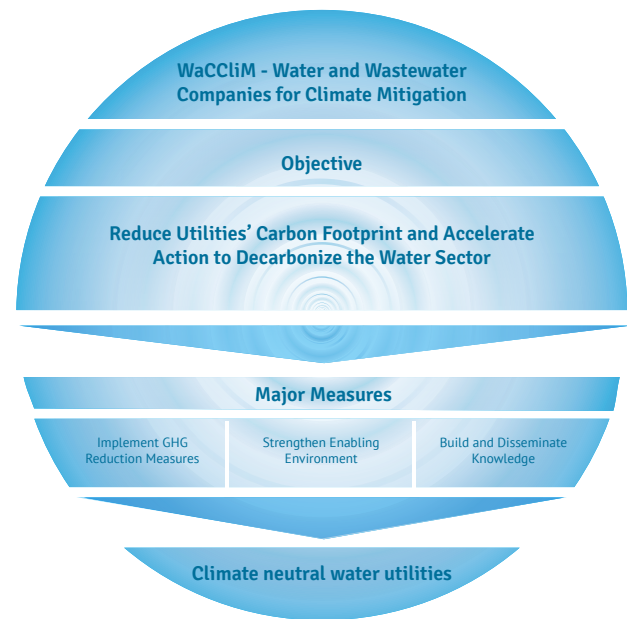 WaCCliM - Water and Wastewater
Companies for Climate Mitigation
Objective
Reduce Utilities’ Carbon Footprint and Accelerate
Action to Decarbonize the Water Sector
Major Measures
Implement GHG
Reduction Measures
Strengthen Enabling
Environment
Build and Disseminate
Knowledge
Climate neutral water utilities